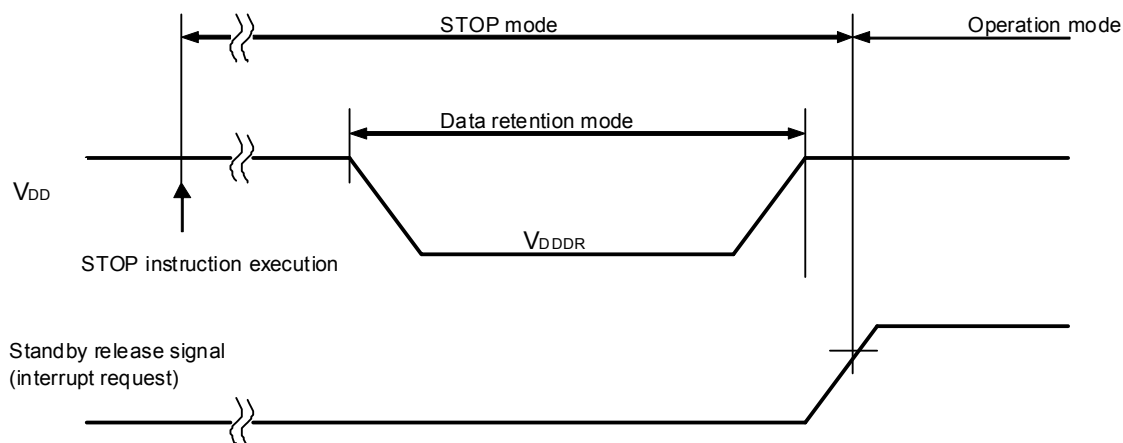 STOP mode
Operation mode
Data retention mode
VDD
VDDDR
STOP instruction execution
Standby release signal
(interrupt request)